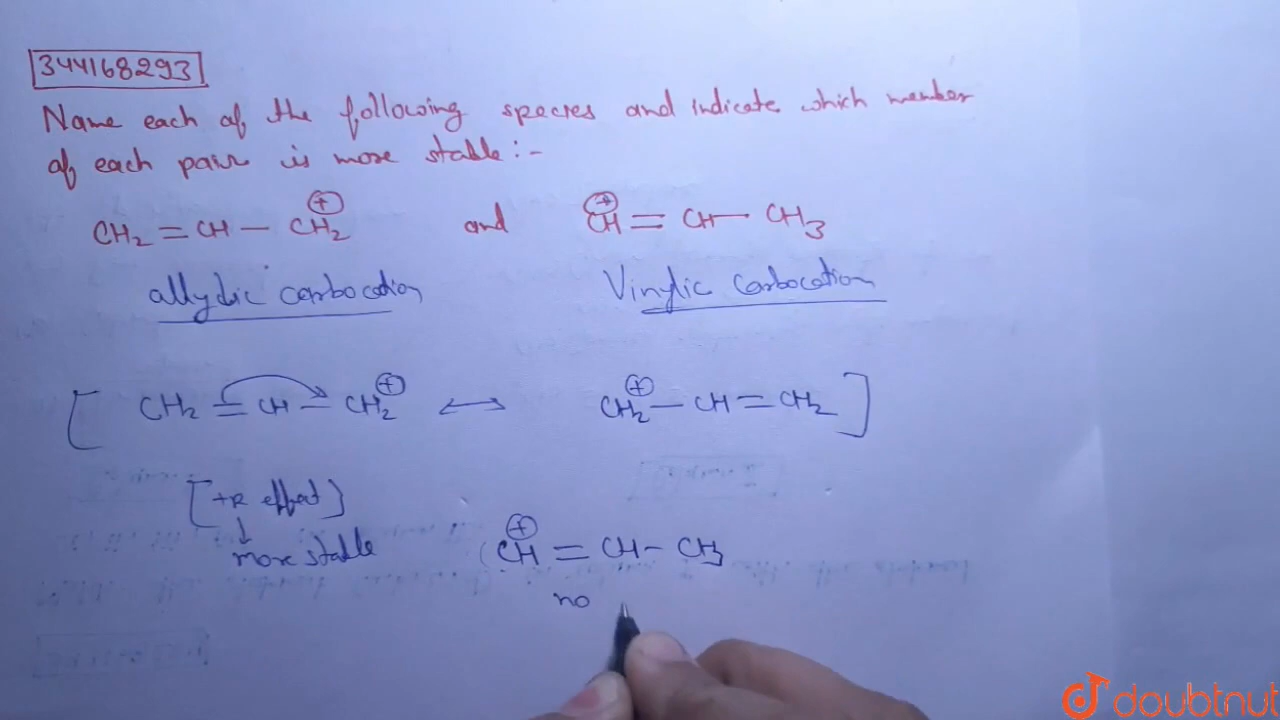 344168293
Name each of the following species and indicate which member
of each pair is more stable:-
CH2=CH-CH2⊕ and ⊕CH=CH-CH3
allylic carbocation Vinylic carbocation
[CH2=CH-CH2⊕ ↔ ⊕CH2-CH=CH2]
[+R effect]
↓
more stable
⊕CH=CH-CH3
no
doubtnut